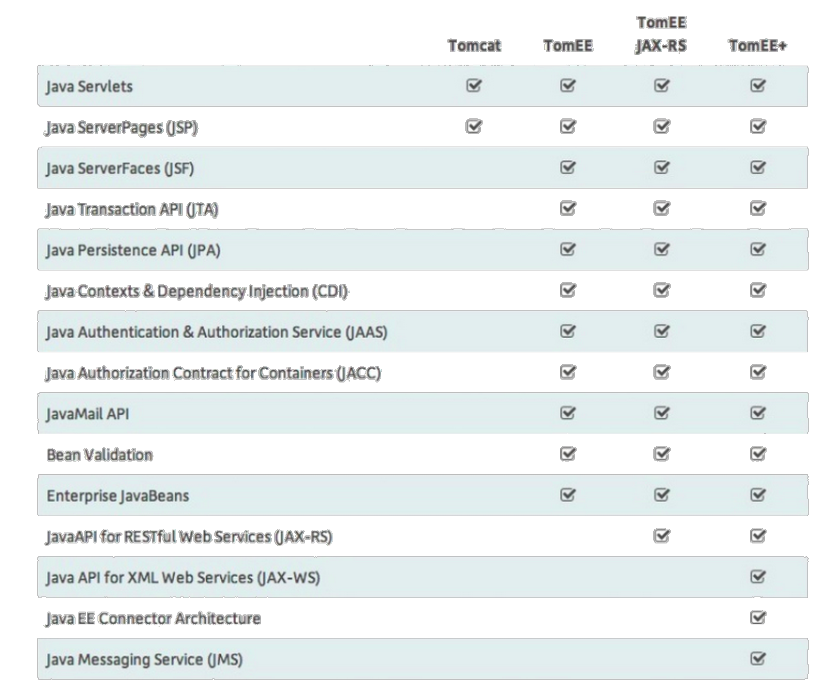 Tomcat TomEE TomEE JAX-RS TomEE+
Java Servlets
Java ServerPages (JSP)
Java ServerFaces (JSF)
Java Transaction API (JTA)
Java Persistence API (JPA)
Java Contexts & Dependency Injection (CDI)
Java Authentication & Authorization Service (JAAS)
Java Authorization Contract for Containers (JACC)
JavaMail API
Bean Validation
Enterprise JavaBeans
JavaAPI for RESTful Web Services (JAX-RS)
Java API for XML Web Services (JAX-WS)
Java EE Connector Architecture
Java Messaging Service (JMS)